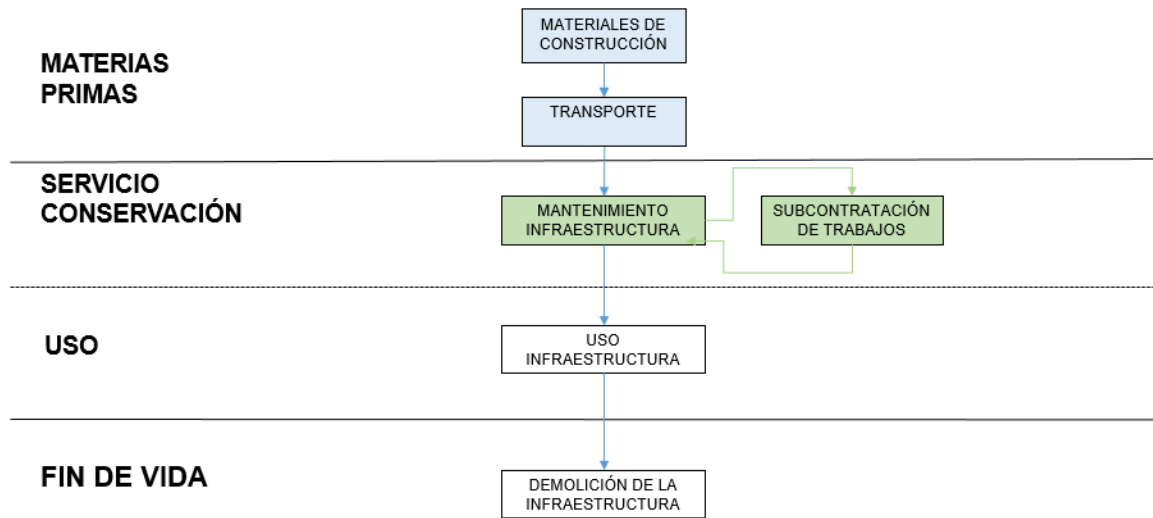 MATERIAS
PRIMAS
MATERIALES DE
CONSTRUCCIÓN
TRANSPORTE
SERVICIO
CONSERVACIÓN
MANTENIMIENTO
INFRAESTRUCTURA
SUBCONTRATACIÓN
DE TRABAJOS
USO
USO
INFRAESTRUCTURA
FIN DE VIDA
DEMOLICIÓN DE LA
INFRAESTRUCTURA